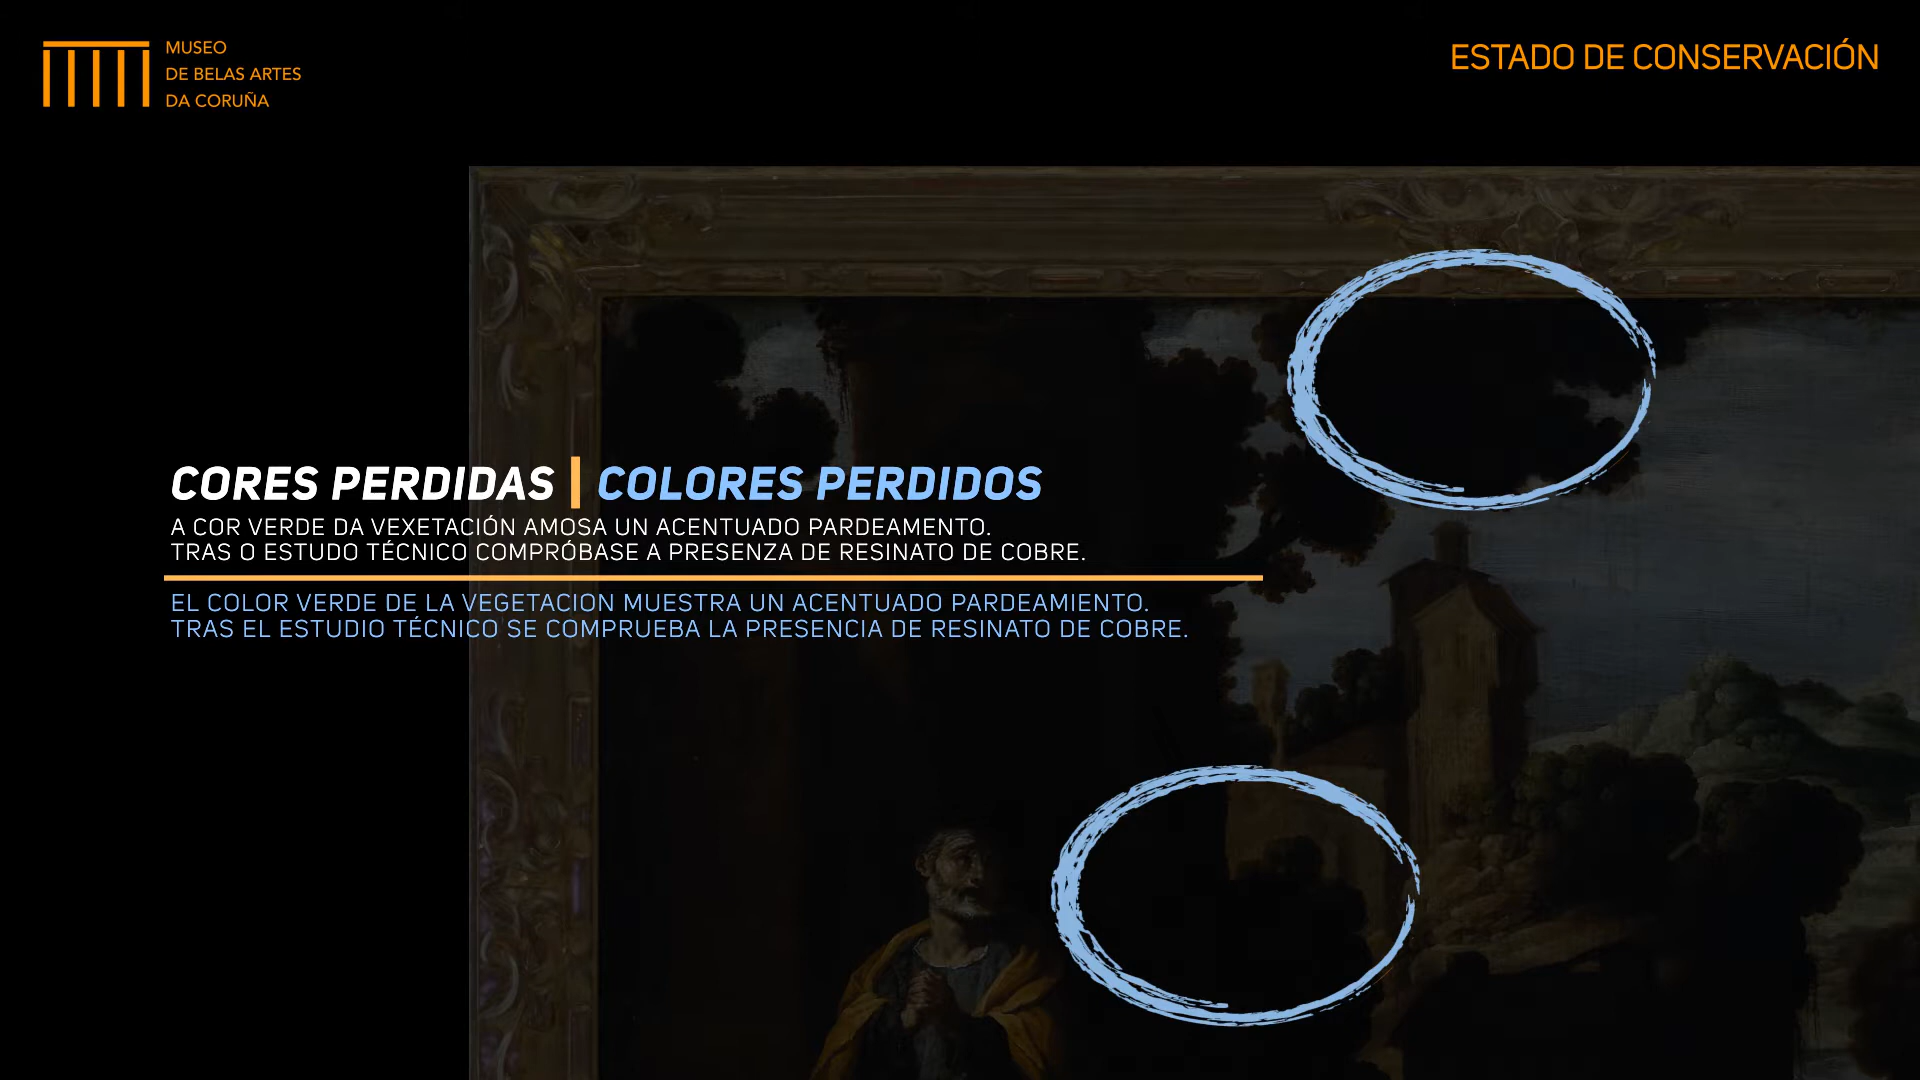 MUSEO
DE BELAS ARTES
DA CORUÑA
ESTADO DE CONSERVACIÓN
CORES PERDIDAS | COLORES PERDIDOS
A COR VERDE DA VEXETACIÓN AMOSA UN ACENTUADO PARDEAMENTO.
TRAS O ESTUDO TÉCNICO COMPRÓBASE A PRESENZA DE RESINATO DE COBRE.
EL COLOR VERDE DE LA VEGETACION MUESTRA UN ACENTUADO PARDEAMIENTO.
TRAS EL ESTUDIO TÉCNICO SE COMPRUEBA LA PRESENCIA DE RESINATO DE COBRE.